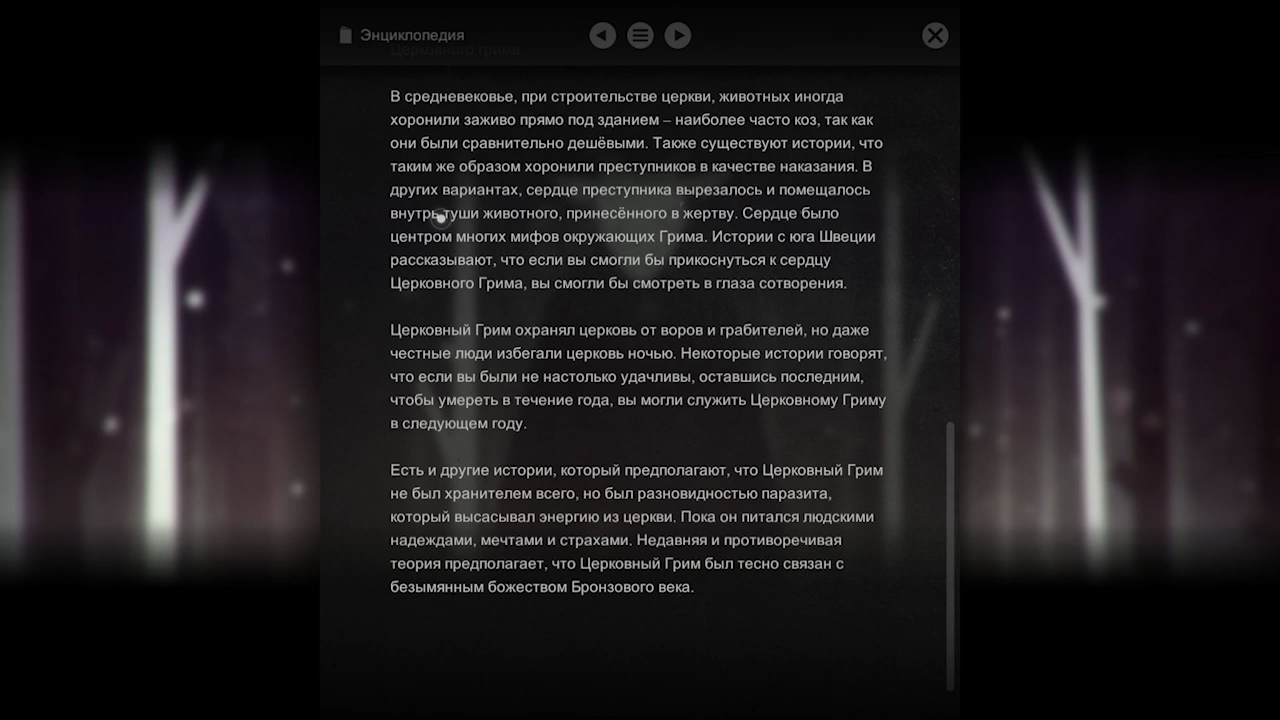 Энциклопедия
Церковного грима
В средневековье, при строительстве церкви, животных иногда
хоронили заживо прямо под зданием – наиболее часто коз, так как
они были сравнительно дешёвыми. Также существуют истории, что
таким же образом хоронили преступников в качестве наказания. В
других вариантах, сердце преступника вырезалось и помещалось
внутрь туши животного, принесённого в жертву. Сердце было
центром многих мифов окружающих Грима. Истории с юга Швеции
рассказывают, что если вы смогли бы прикоснуться к сердцу
Церковного Грима, вы смогли бы смотреть в глаза сотворения.
Церковный Грим охранял церковь от воров и грабителей, но даже
честные люди избегали церковь ночью. Некоторые истории говорят,
что если вы были не настолько удачливы, оставшись последним,
чтобы умереть в течение года, вы могли служить Церковному Гриму
в следующем году.
Есть и другие истории, который предполагают, что Церковный Грим
не был хранителем всего, но был разновидностью паразита,
который высасывал энергию из церкви. Пока он питался людскими
надеждами, мечтами и страхами. Недавняя и противоречивая
теория предполагает, что Церковный Грим был тесно связан с
безымянным божеством Бронзового века.